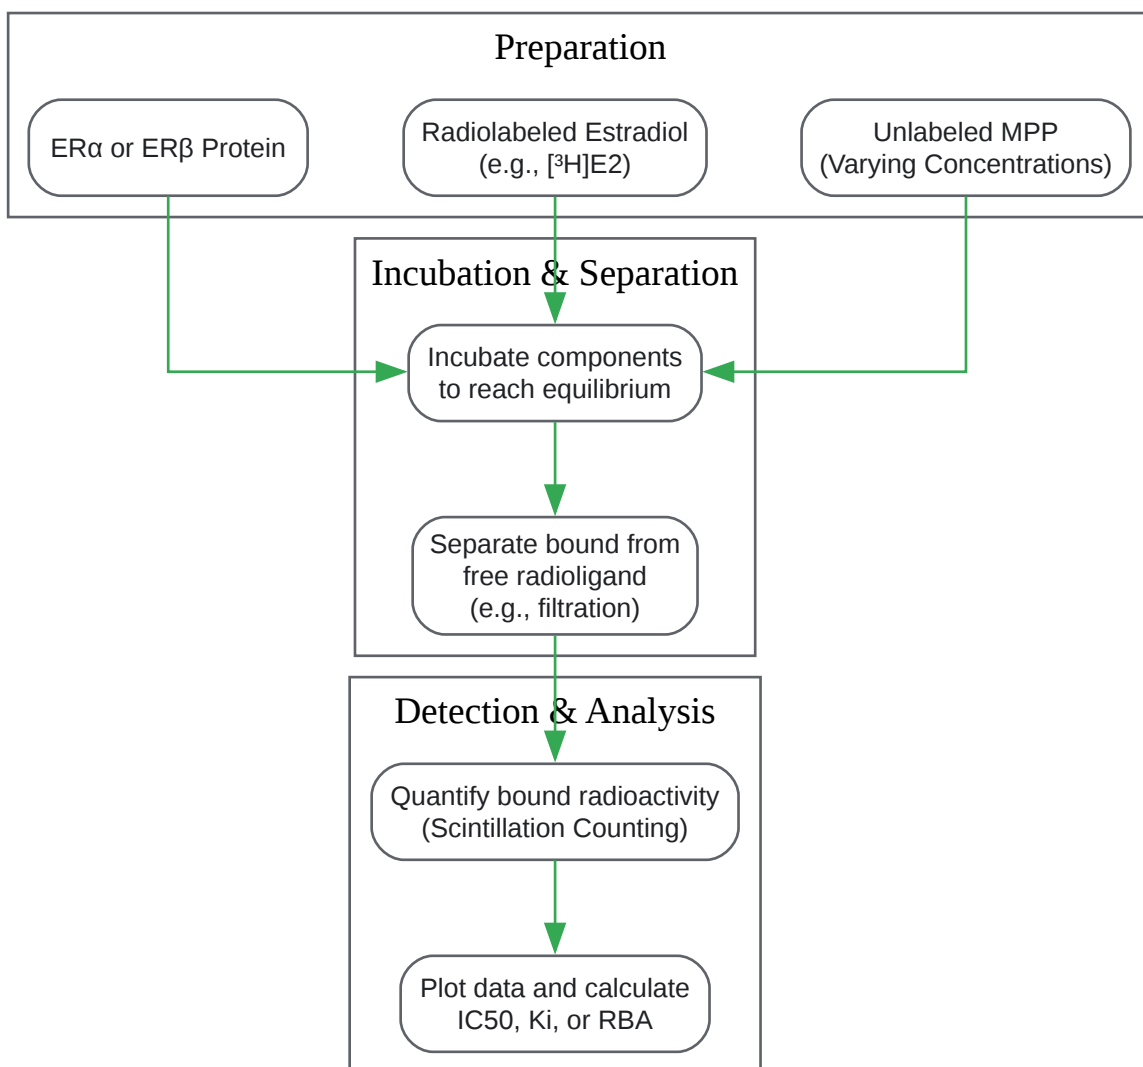 Preparation
ERα or ERβ Protein
Radiolabeled Estradiol
(e.g., [³H]E2)
Unlabeled MPP
(Varying Concentrations)
Incubation & Separation
Incubate components
to reach equilibrium
Separate bound from
free radioligand
(e.g., filtration)
Detection & Analysis
Quantify bound radioactivity
(Scintillation Counting)
Plot data and calculate
IC50, Ki, or RBA